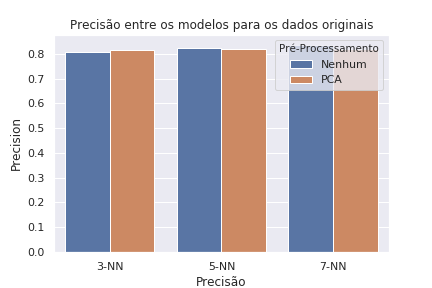 Precisão entre os modelos para os dados originais
Pré-Processamento
Nenhum
PCA
0.8
0.7
0.6
0.5
0.4
0.3
0.2
0.1
0.0
Precision
3-NN 5-NN 7-NN
Precisão